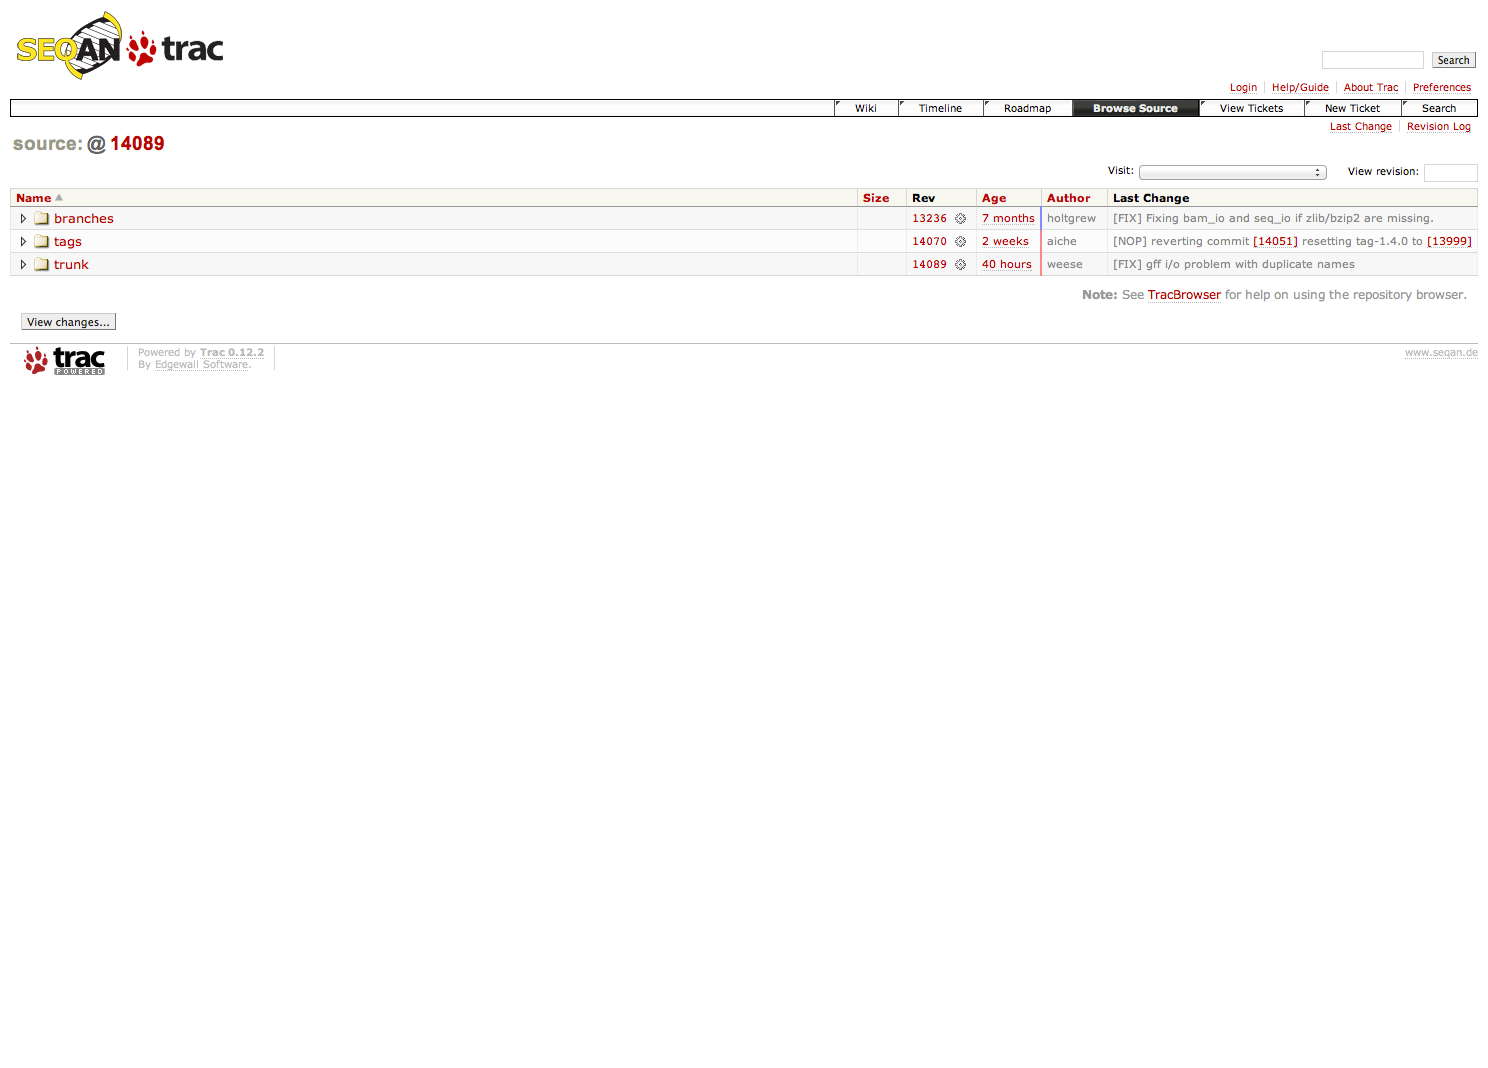 SEQAN trac
Search
Login Help/Guide About Trac Preferences
Wiki Timeline Roadmap Browse Source View Tickets New Ticket Search
Last Change Revision Log
source: @ 14089
Visit: View revision:
Name Size Rev Age Author Last Change
branches 13236 7 months holtgrew [FIX] Fixing bam_io and seq_io if zlib/bzip2 are missing.
tags 14070 2 weeks aiche [NOP] reverting commit [14051] resetting tag-1.4.0 to [13999]
trunk 14089 40 hours weese [FIX] gff i/o problem with duplicate names
Note: See TracBrowser for help on using the repository browser.
View changes...
trac POWERED
Powered by Trac 0.12.2
By Edgewall Software.
www.seqan.de